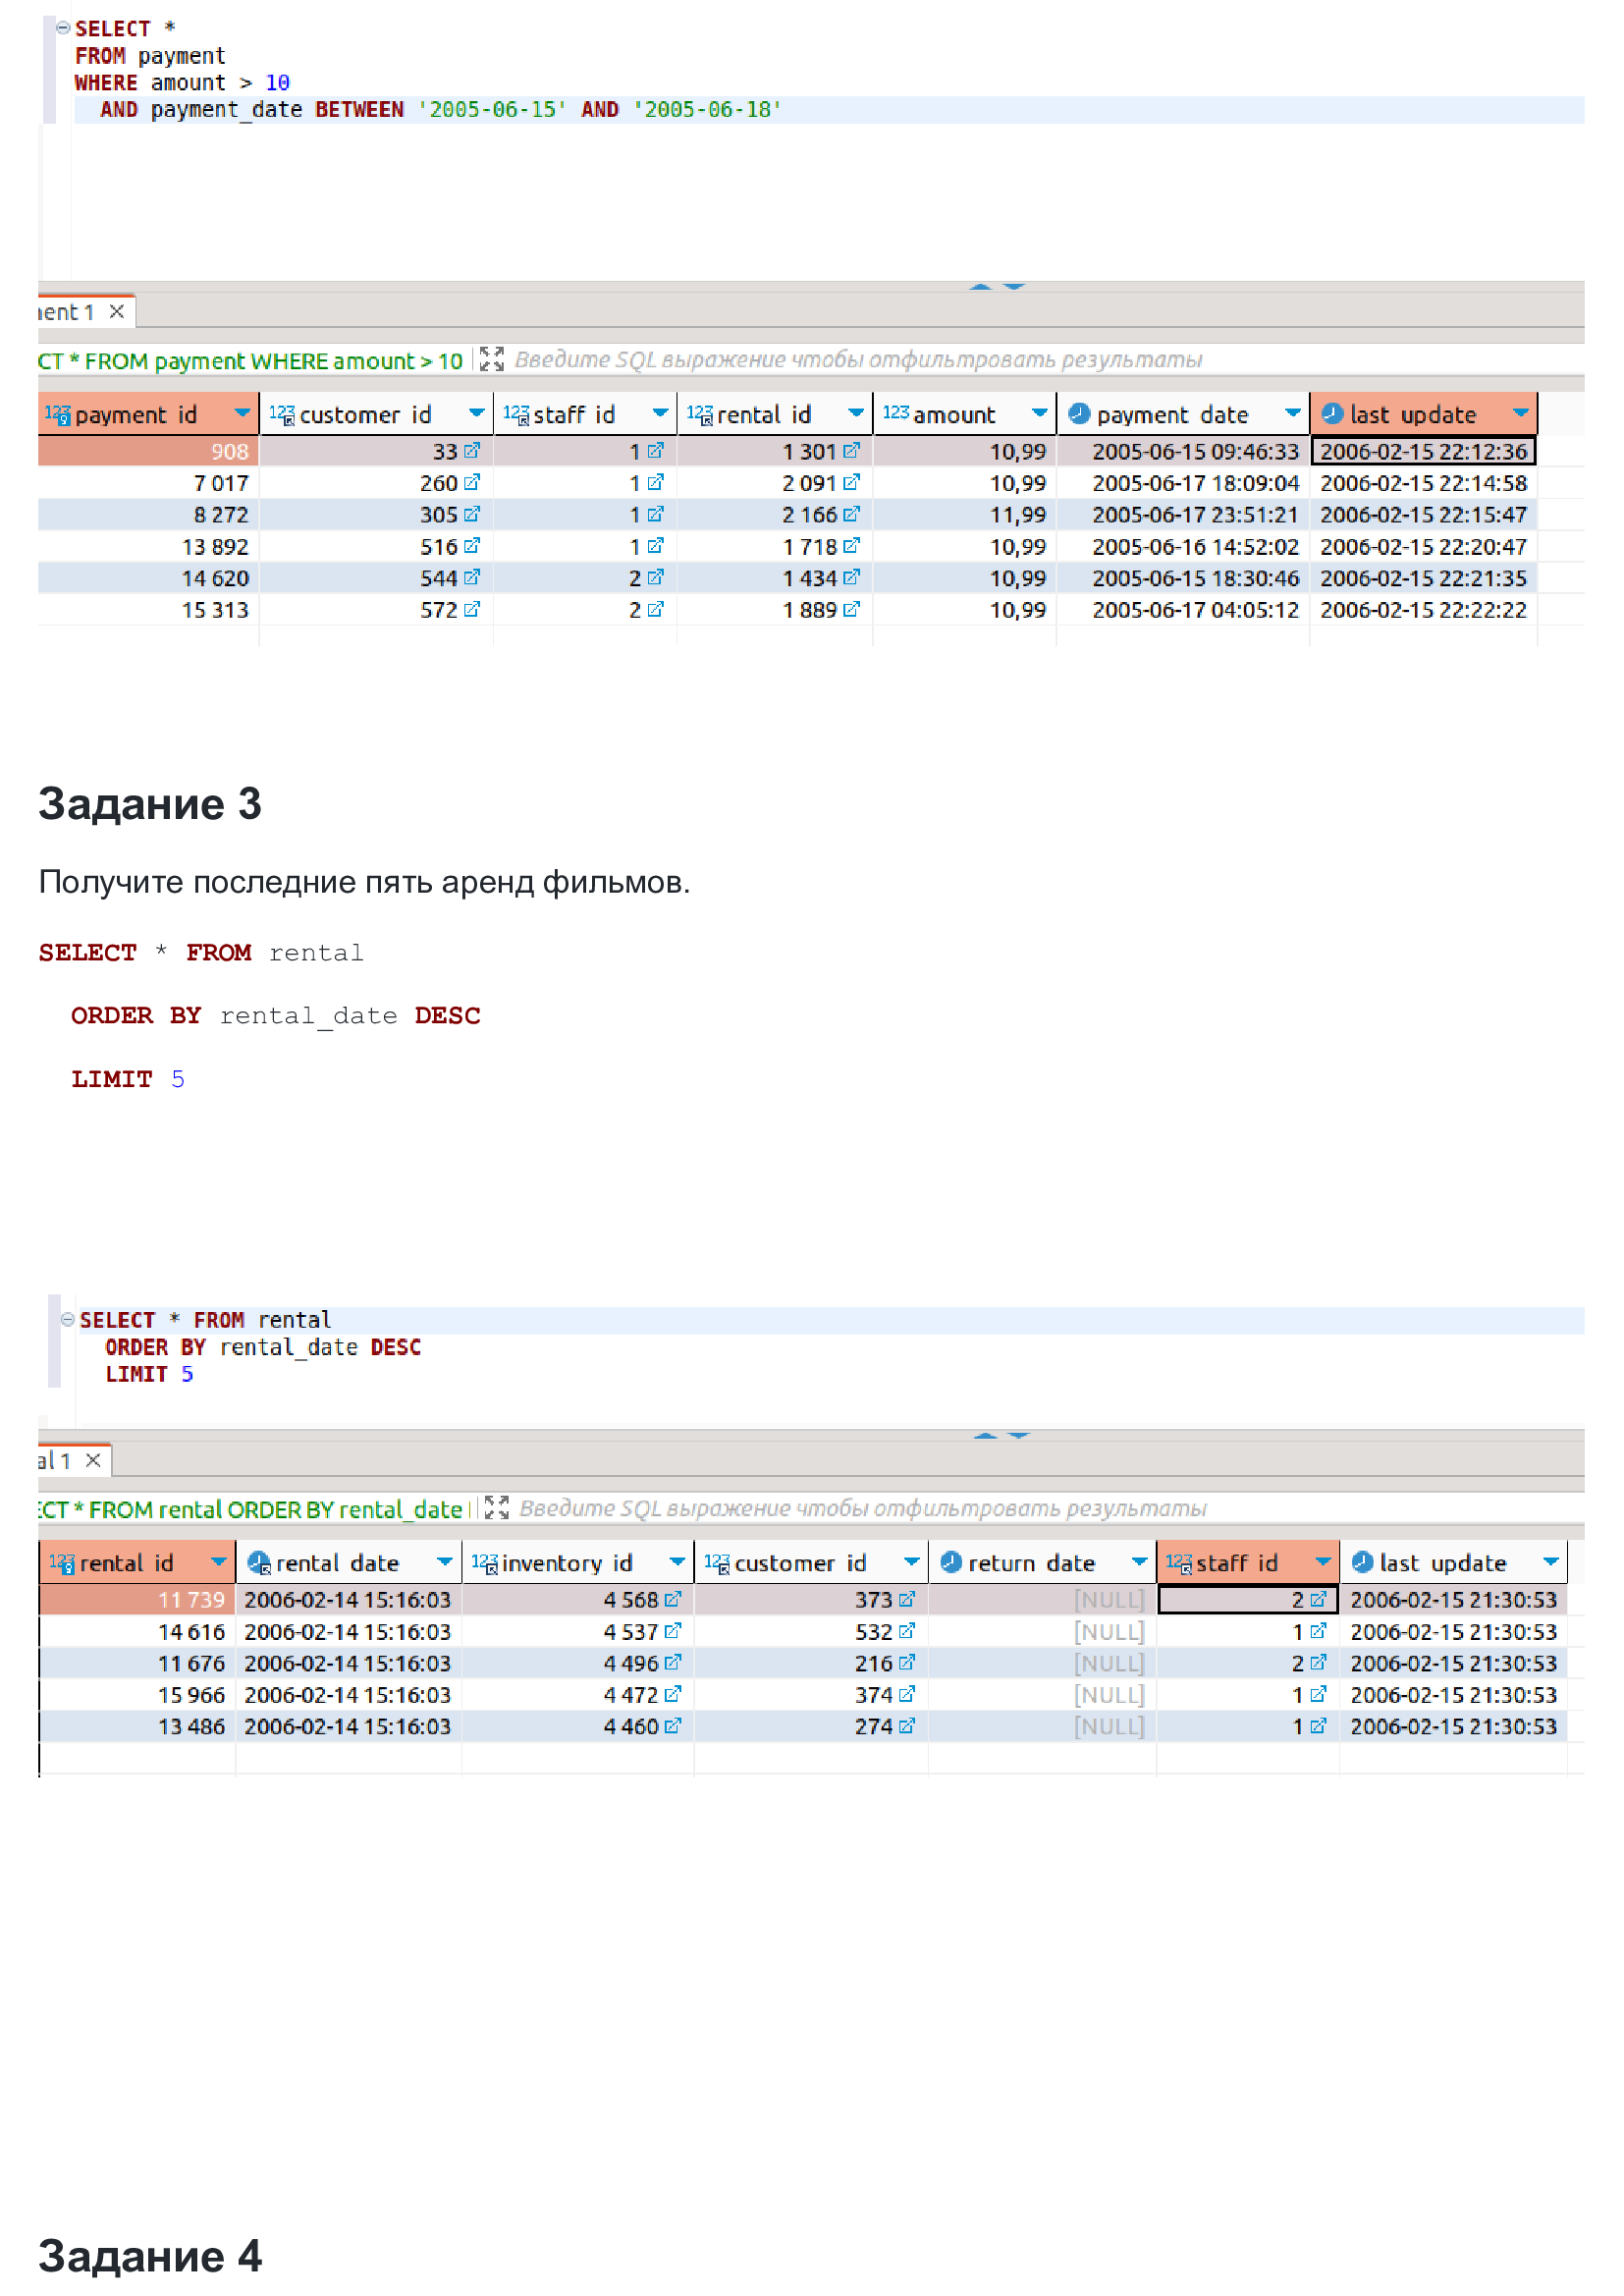 SELECT *
FROM payment
WHERE amount > 10
AND payment_date BETWEEN '2005-06-15' AND '2005-06-18'
nent 1
CT * FROM payment WHERE amount > 10 Введите SQL выражение чтобы отфильтровать результаты
123 payment_id 123 customer_id 123 staff_id 123 rental_id 123 amount payment_date last_update
908 33 1 1 301 10,99 2005-06-15 09:46:33 2006-02-15 22:12:36
7 017 260 1 2 091 10,99 2005-06-17 18:09:04 2006-02-15 22:14:58
8 272 305 1 2 166 11,99 2005-06-17 23:51:21 2006-02-15 22:15:47
13 892 516 1 1 718 10,99 2005-06-16 14:52:02 2006-02-15 22:20:47
14 620 544 2 1 434 10,99 2005-06-15 18:30:46 2006-02-15 22:21:35
15 313 572 2 1 889 10,99 2005-06-17 04:05:12 2006-02-15 22:22:22
Задание 3
Получите последние пять аренд фильмов.
SELECT * FROM rental
ORDER BY rental_date DESC
LIMIT 5
SELECT * FROM rental
ORDER BY rental_date DESC
LIMIT 5
al 1
ECT * FROM rental ORDER BY rental_date Введите SQL выражение чтобы отфильтровать результаты
123 rental_id rental_date 123 inventory_id 123 customer_id return_date 123 staff_id last_update
11 739 2006-02-14 15:16:03 4 568 373 [NULL] 2 2006-02-15 21:30:53
14 616 2006-02-14 15:16:03 4 537 532 [NULL] 1 2006-02-15 21:30:53
11 676 2006-02-14 15:16:03 4 496 216 [NULL] 2 2006-02-15 21:30:53
15 966 2006-02-14 15:16:03 4 472 374 [NULL] 1 2006-02-15 21:30:53
13 486 2006-02-14 15:16:03 4 460 274 [NULL] 1 2006-02-15 21:30:53
Задание 4